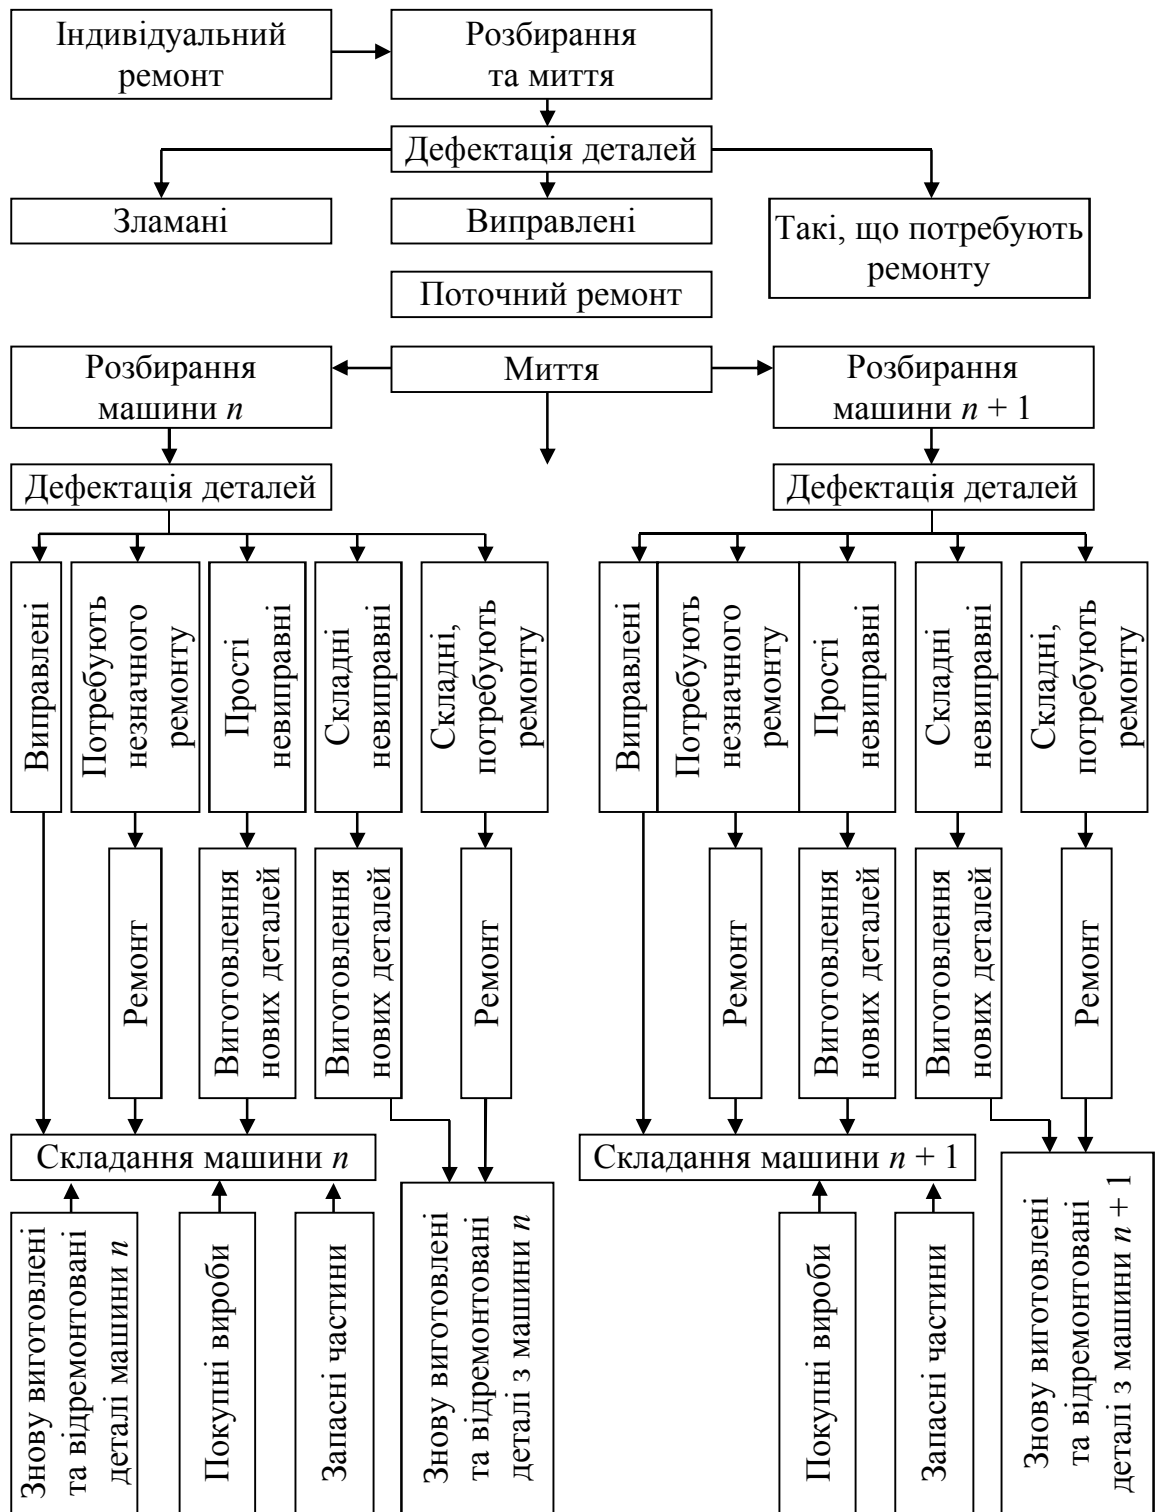 Індивідуальний
ремонт
Розбирання
та миття
Дефектація деталей
Зламані
Виправлені
Такі, що потребують
ремонту
Поточний ремонт
Розбирання
машини n
Миття
Розбирання
машини n + 1
Дефектація деталей
Дефектація деталей
Виправлені
Потребують
незначного
ремонту
Прості
невиправні
Складні
невиправні
Складні,
потребують
ремонту
Виправлені
Потребують
незначного
ремонту
Прості
невиправні
Складні
невиправні
Складні,
потребують
ремонту
Ремонт
Виготовлення
нових деталей
Виготовлення
нових деталей
Ремонт
Ремонт
Виготовлення
нових деталей
Виготовлення
нових деталей
Ремонт
Складання машини n
Складання машини n + 1
Знову виготовлені
та відремонтовані
деталі машини n
Покупні вироби
Запасні частини
Знову виготовлені
та відремонтовані
деталі з машини n
Покупні вироби
Запасні частини
Знову виготовлені
та відремонтовані
деталі з машини n + 1